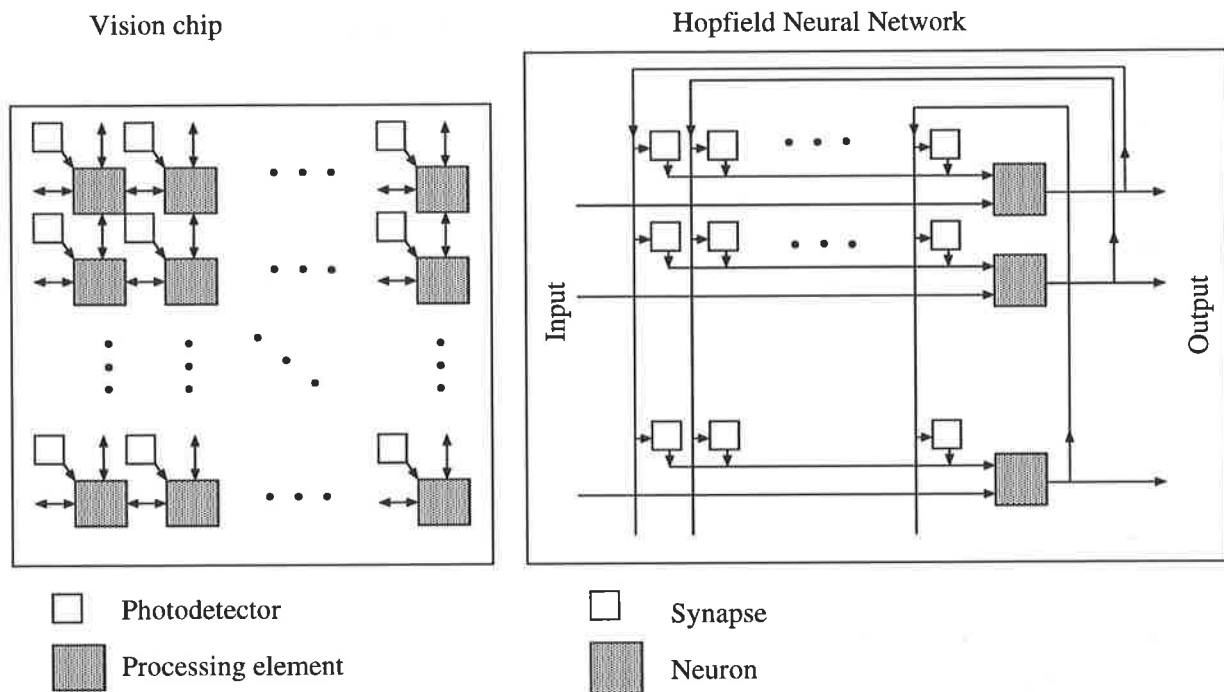 Vision chip
Hopfield Neural Network
Input
Output
Photodetector
Processing element
Synapse
Neuron